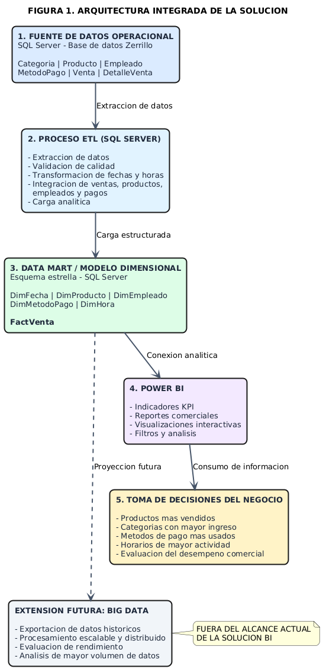 FIGURA 1. ARQUITECTURA INTEGRADA DE LA SOLUCION
1. FUENTE DE DATOS OPERACIONAL
SQL Server - Base de datos Zerrillo
Categoria | Producto | Empleado
MetodoPago | Venta | DetalleVenta
Extraccion de datos
2. PROCESO ETL (SQL SERVER)
- Extraccion de datos
- Validacion de calidad
- Transformacion de fechas y horas
- Integracion de ventas, productos,
empleados y pagos
- Carga analitica
Carga estructurada
3. DATA MART / MODELO DIMENSIONAL
Esquema estrella - SQL Server
DimFecha | DimProducto | DimEmpleado
DimMetodoPago | DimHora
FactVenta
Conexion analitica
4. POWER BI
- Indicadores KPI
- Reportes comerciales
- Visualizaciones interactivas
- Filtros y analisis
Proyeccion futura
Consumo de informacion
5. TOMA DE DECISIONES DEL NEGOCIO
- Productos mas vendidos
- Categorias con mayor ingreso
- Metodos de pago mas usados
- Horarios de mayor actividad
- Evaluacion del desempeno comercial
EXTENSION FUTURA: BIG DATA
- Exportacion de datos historicos
- Procesamiento escalable y distribuido
- Evaluacion de rendimiento
- Analisis de mayor volumen de datos
FUERA DEL ALCANCE ACTUAL
DE LA SOLUCION BI